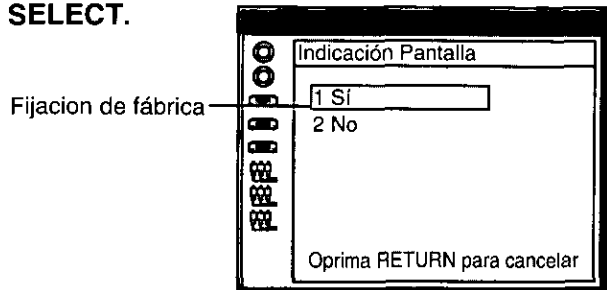 SELECT.
Indicación Pantalla
Fijacion de fábrica
1 Sí
2 No
Oprima RETURN para cancelar